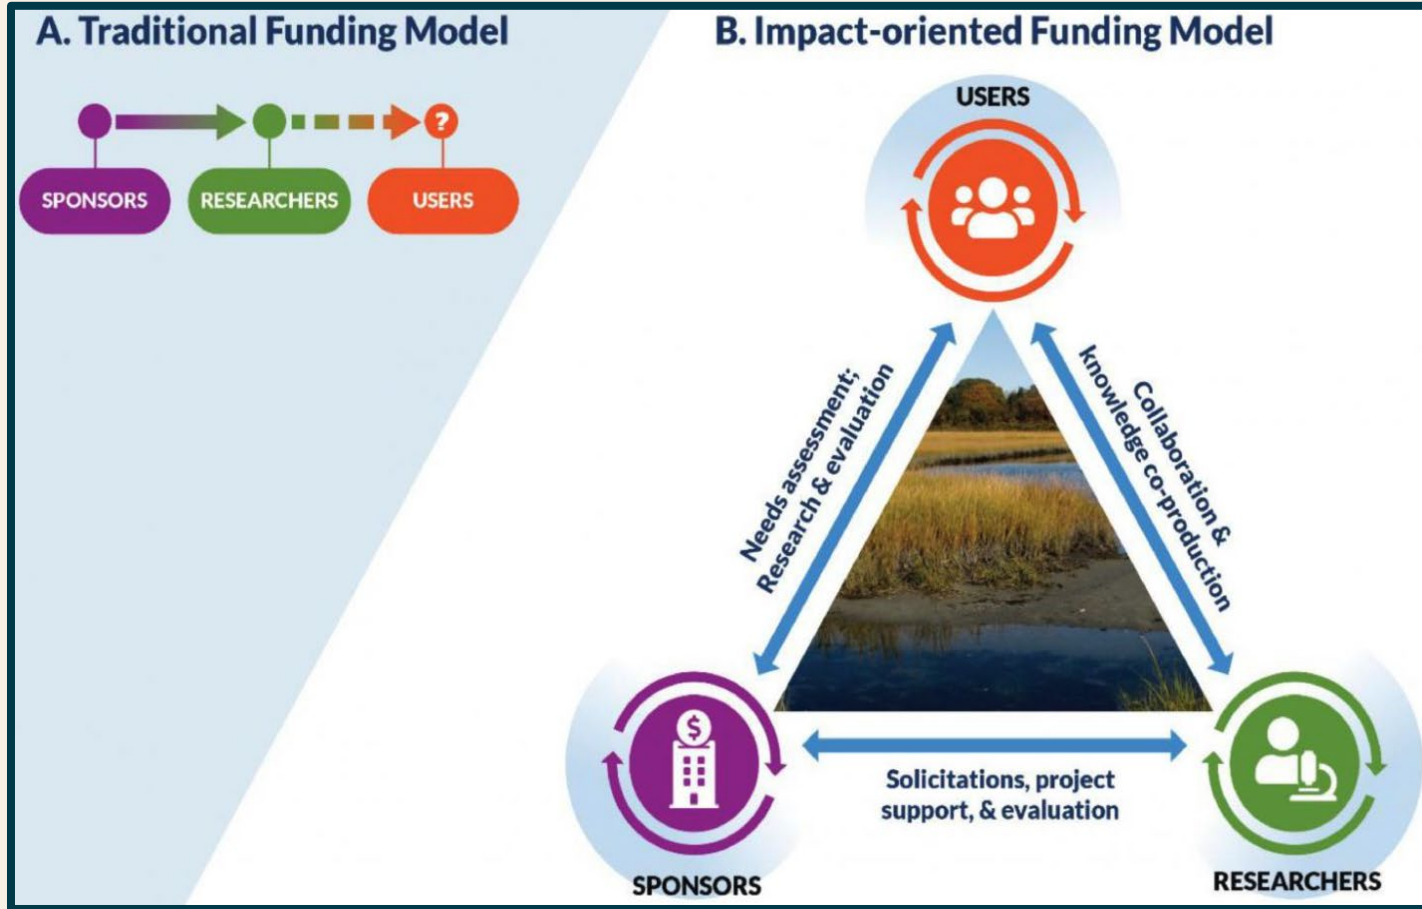 A. Traditional Funding Model
?
SPONSORS
RESEARCHERS
USERS
B. Impact-oriented Funding Model
USERS
Needs assessment;
Research & evaluation
Collaboration &
knowledge co-production
$
Solicitations, project
support, & evaluation
SPONSORS
RESEARCHERS